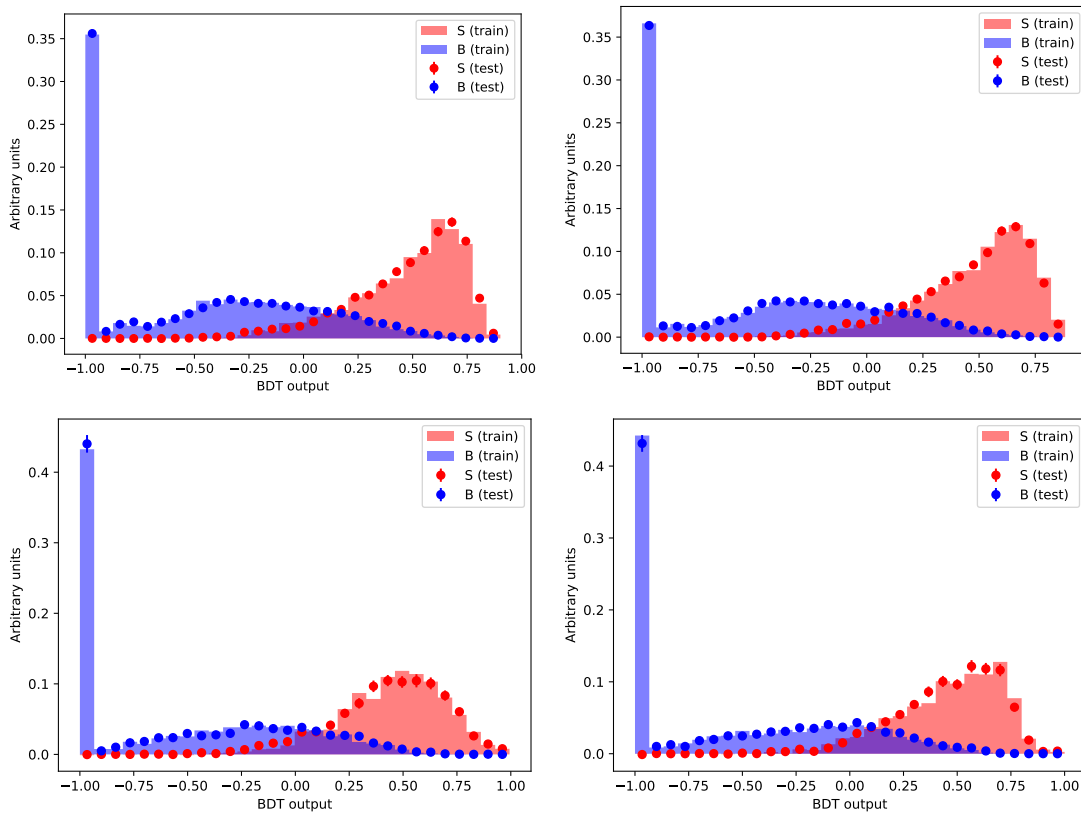 S (train)
B (train)
S (test)
B (test)
Arbitrary units
0.35
0.30
0.25
0.20
0.15
0.10
0.05
0.00
−1.00 −0.75 −0.50 −0.25 0.00 0.25 0.50 0.75 1.00
BDT output
S (train)
B (train)
S (test)
B (test)
Arbitrary units
0.35
0.30
0.25
0.20
0.15
0.10
0.05
0.00
−1.00 −0.75 −0.50 −0.25 0.00 0.25 0.50 0.75
BDT output
S (train)
B (train)
S (test)
B (test)
Arbitrary units
0.4
0.3
0.2
0.1
0.0
−1.00 −0.75 −0.50 −0.25 0.00 0.25 0.50 0.75 1.00
BDT output
S (train)
B (train)
S (test)
B (test)
Arbitrary units
0.4
0.3
0.2
0.1
0.0
−1.00 −0.75 −0.50 −0.25 0.00 0.25 0.50 0.75 1.00
BDT output